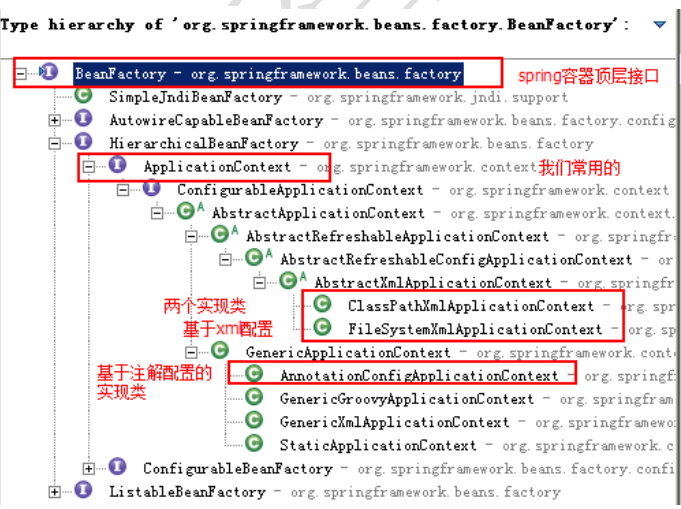 Type hierarchy of 'org.springframework.beans.factory.BeanFactory':
BeanFactory - org.springframework.beans.factory spring容器顶层接口
SimpleJndiBeanFactory - org.springframework.jndi.support
AutowireCapableBeanFactory - org.springframework.beans.factory.config
HierarchicalBeanFactory - org.springframework.beans.factory
ApplicationContext - org.springframework.context 我们常用的
ConfigurableApplicationContext - org.springframework.context
AbstractApplicationContext - org.springframework.context.
AbstractRefreshableApplicationContext - org.springfr
AbstractRefreshableConfigApplicationContext - or
AbstractXmlApplicationContext - org.springfr
两个实现类 ClassPathXmlApplicationContext - org.spr
基于xml配置 FileSystemXmlApplicationContext - org.sp
GenericApplicationContext - org.springframework.cont
基于注解配置的 AnnotationConfigApplicationContext - org.springf
实现类 GenericGroovyApplicationContext - org.springfram
GenericXmlApplicationContext - org.springframewo
StaticApplicationContext - org.springframework.c
ConfigurableBeanFactory - org.springframework.beans.factory.confi
ListableBeanFactory - org.springframework.beans.factory